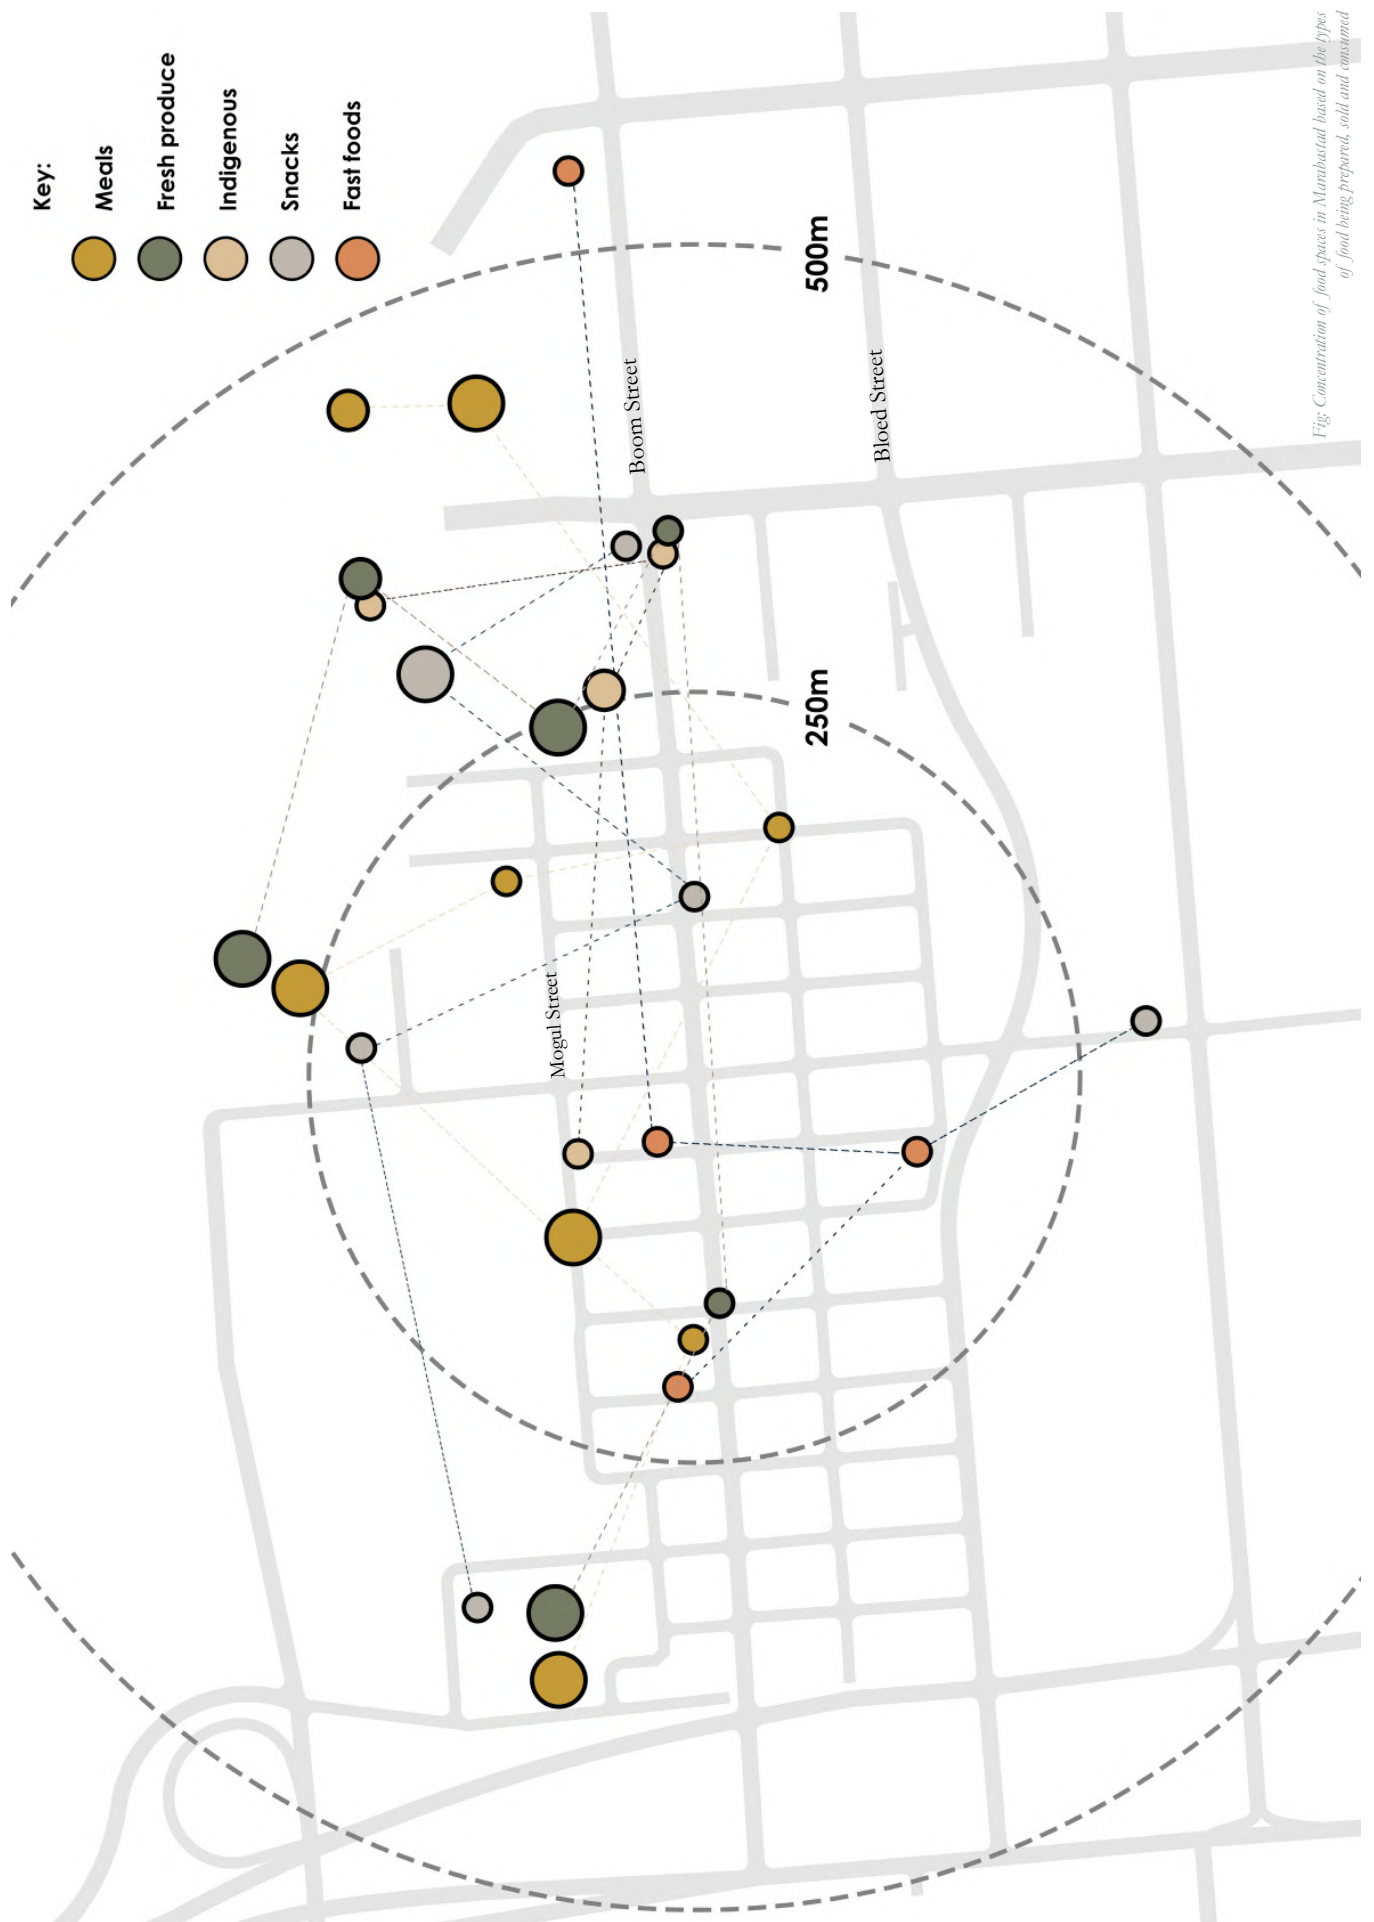 Key:
Meals
Fresh produce
Indigenous
Snacks
Fast foods
500m
Boom Street
Bloed Street
250m
Mogul Street
Fig: Concentration of food spaces in Marabastad based on the types
of food being prepared, sold and consumed